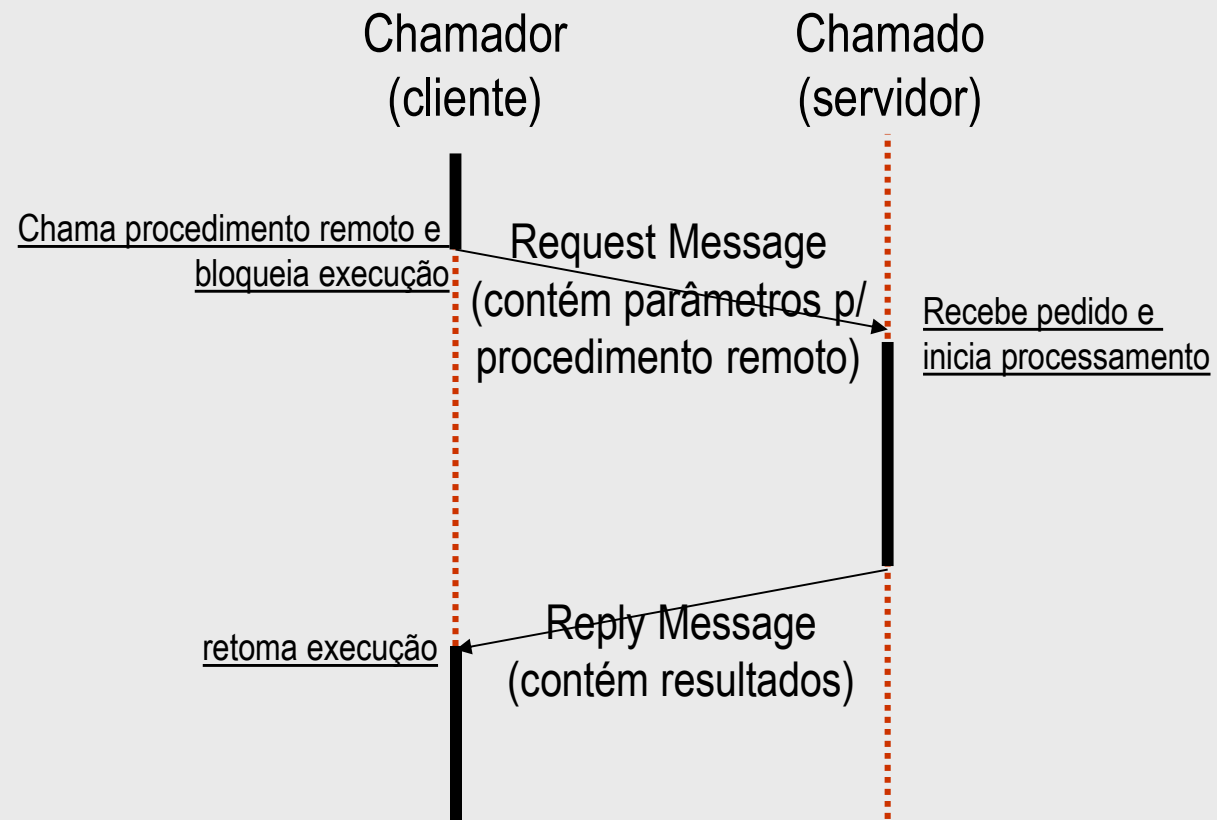 Chamador
(cliente)
Chamado
(servidor)
Chama procedimento remoto e
bloqueia execução
Request Message
(contém parâmetros p/
procedimento remoto)
Recebe pedido e
inicia processamento
retoma execução
Reply Message
(contém resultados)